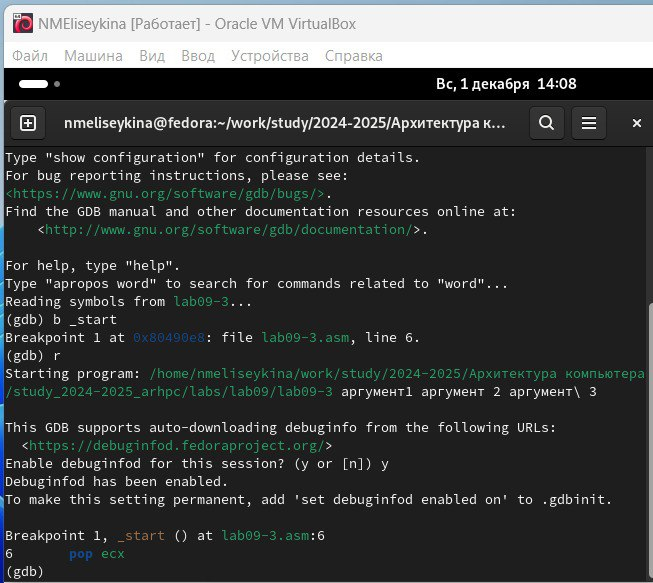 NMEliseykina [Работает] - Oracle VM VirtualBox
Файл Машина Вид Ввод Устройства Справка
Вс, 1 декабря 14:08
nmeliseykina@fedora:~/work/study/2024-2025/Архитектура к...
Type "show configuration" for configuration details.
For bug reporting instructions, please see:
<https://www.gnu.org/software/gdb/bugs/>.
Find the GDB manual and other documentation resources online at:
    <http://www.gnu.org/software/gdb/documentation/>.

For help, type "help".
Type "apropos word" to search for commands related to "word"...
Reading symbols from lab09-3...
(gdb) b _start
Breakpoint 1 at 0x80490e8: file lab09-3.asm, line 6.
(gdb) r
Starting program: /home/nmeliseykina/work/study/2024-2025/Архитектура компьютера
/study_2024-2025_arhpc/labs/lab09/lab09-3 аргумент1 аргумент 2 аргумент\ 3

This GDB supports auto-downloading debuginfo from the following URLs:
  <https://debuginfod.fedoraproject.org/>
Enable debuginfod for this session? (y or [n]) y
Debuginfod has been enabled.
To make this setting permanent, add 'set debuginfod enabled on' to .gdbinit.

Breakpoint 1, _start () at lab09-3.asm:6
6       pop ecx
(gdb)